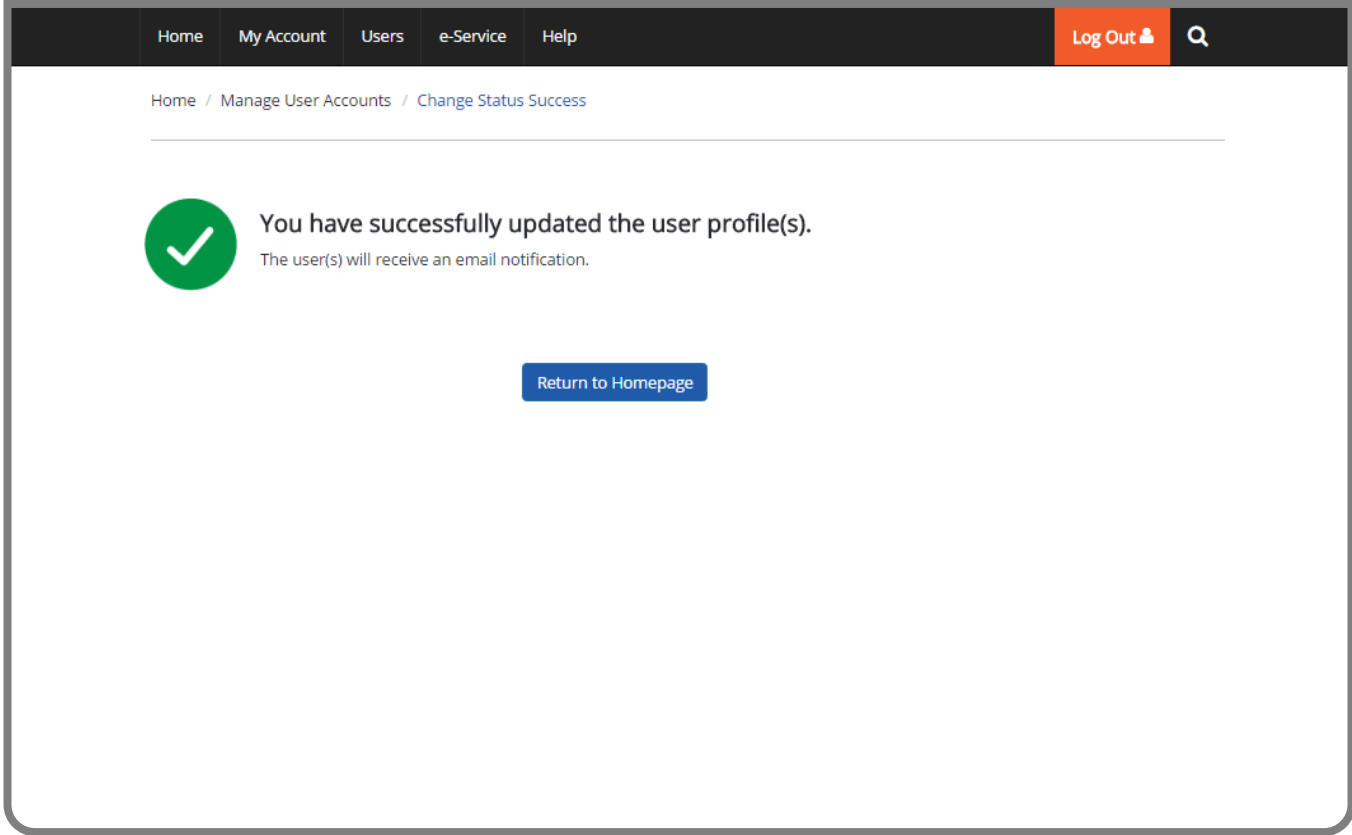 Home My Account Users e-Service Help Log Out
Home / Manage User Accounts / Change Status Success
You have successfully updated the user profile(s).
The user(s) will receive an email notification.
Return to Homepage